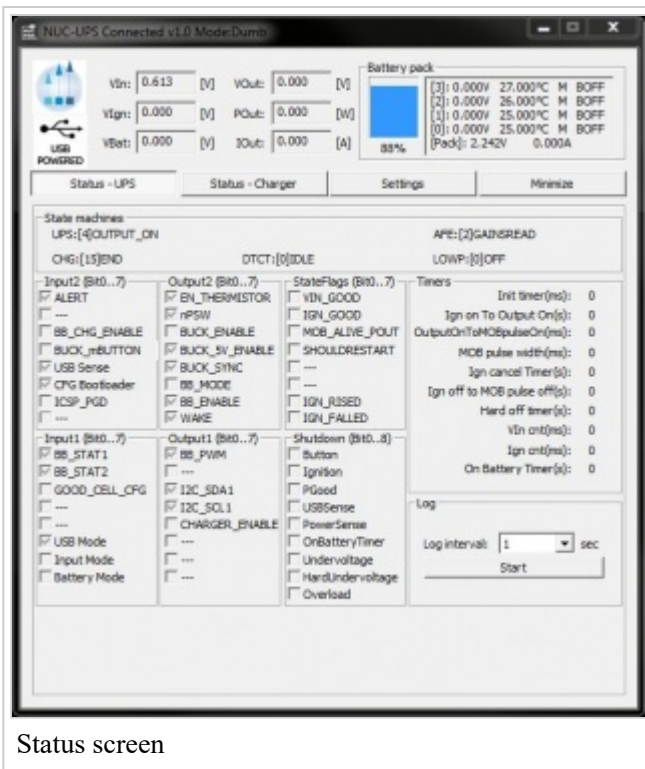 NUC-UPS Connected v1.0 Mode:Dumb
VIn: 0.613 [V] VOut: 0.000 [V]
VIgn: 0.000 [V] POut: 0.000 [W]
VBat: 0.000 [V] IOut: 0.000 [A]
USB
POWERED
Battery pack
88%
[3]: 0.000V 27.000°C M BOFF
[2]: 0.000V 26.000°C M BOFF
[1]: 0.000V 25.000°C M BOFF
[0]: 0.000V 25.000°C M BOFF
[Pack]: 2.242V 0.000A
Status - UPS Status - Charger Settings Minimize
State machines
UPS:[4]OUTPUT_ON AFE:[2]GAINSREAD
CHG:[15]END DTCT:[0]IDLE LOWP:[0]OFF
Input2 (Bit0..7)
ALERT
---
BB_CHG_ENABLE
BUCK_mBUTTON
USB Sense
CFG Bootloader
ICSP_PGD
---
Output2 (Bit0..7)
EN_THERMISTOR
nPSW
BUCK_ENABLE
BUCK_5V_ENABLE
BUCK_SYNC
BB_MODE
BB_ENABLE
WAKE
StateFlags (Bit0..7)
VIN_GOOD
IGN_GOOD
MOB_ALIVE_POUT
SHOULDRESTART
---
---
IGN_RISED
IGN_FALLED
Timers
Init timer(ms): 0
Ign on To Output On(s): 0
OutputOnToMOBpulseOn(ms): 0
MOB pulse width(ms): 0
Ign cancel Timer(s): 0
Ign off to MOB pulse off(s): 0
Hard off timer(s): 0
VIn cnt(ms): 0
Ign cnt(ms): 0
On Battery Timer(s): 0
Input1 (Bit0..7)
BB_STAT1
BB_STAT2
GOOD_CELL_CFG
---
---
USB Mode
Input Mode
Battery Mode
Output1 (Bit0..7)
BB_PWM
---
I2C_SDA1
I2C_SCL1
CHARGER_ENABLE
---
---
---
Shutdown (Bit0..8)
Button
Ignition
PGood
USBSense
PowerSense
OnBatteryTimer
Undervoltage
HardUndervoltage
Overload
Log
Log interval: 1 sec
Start
Status screen